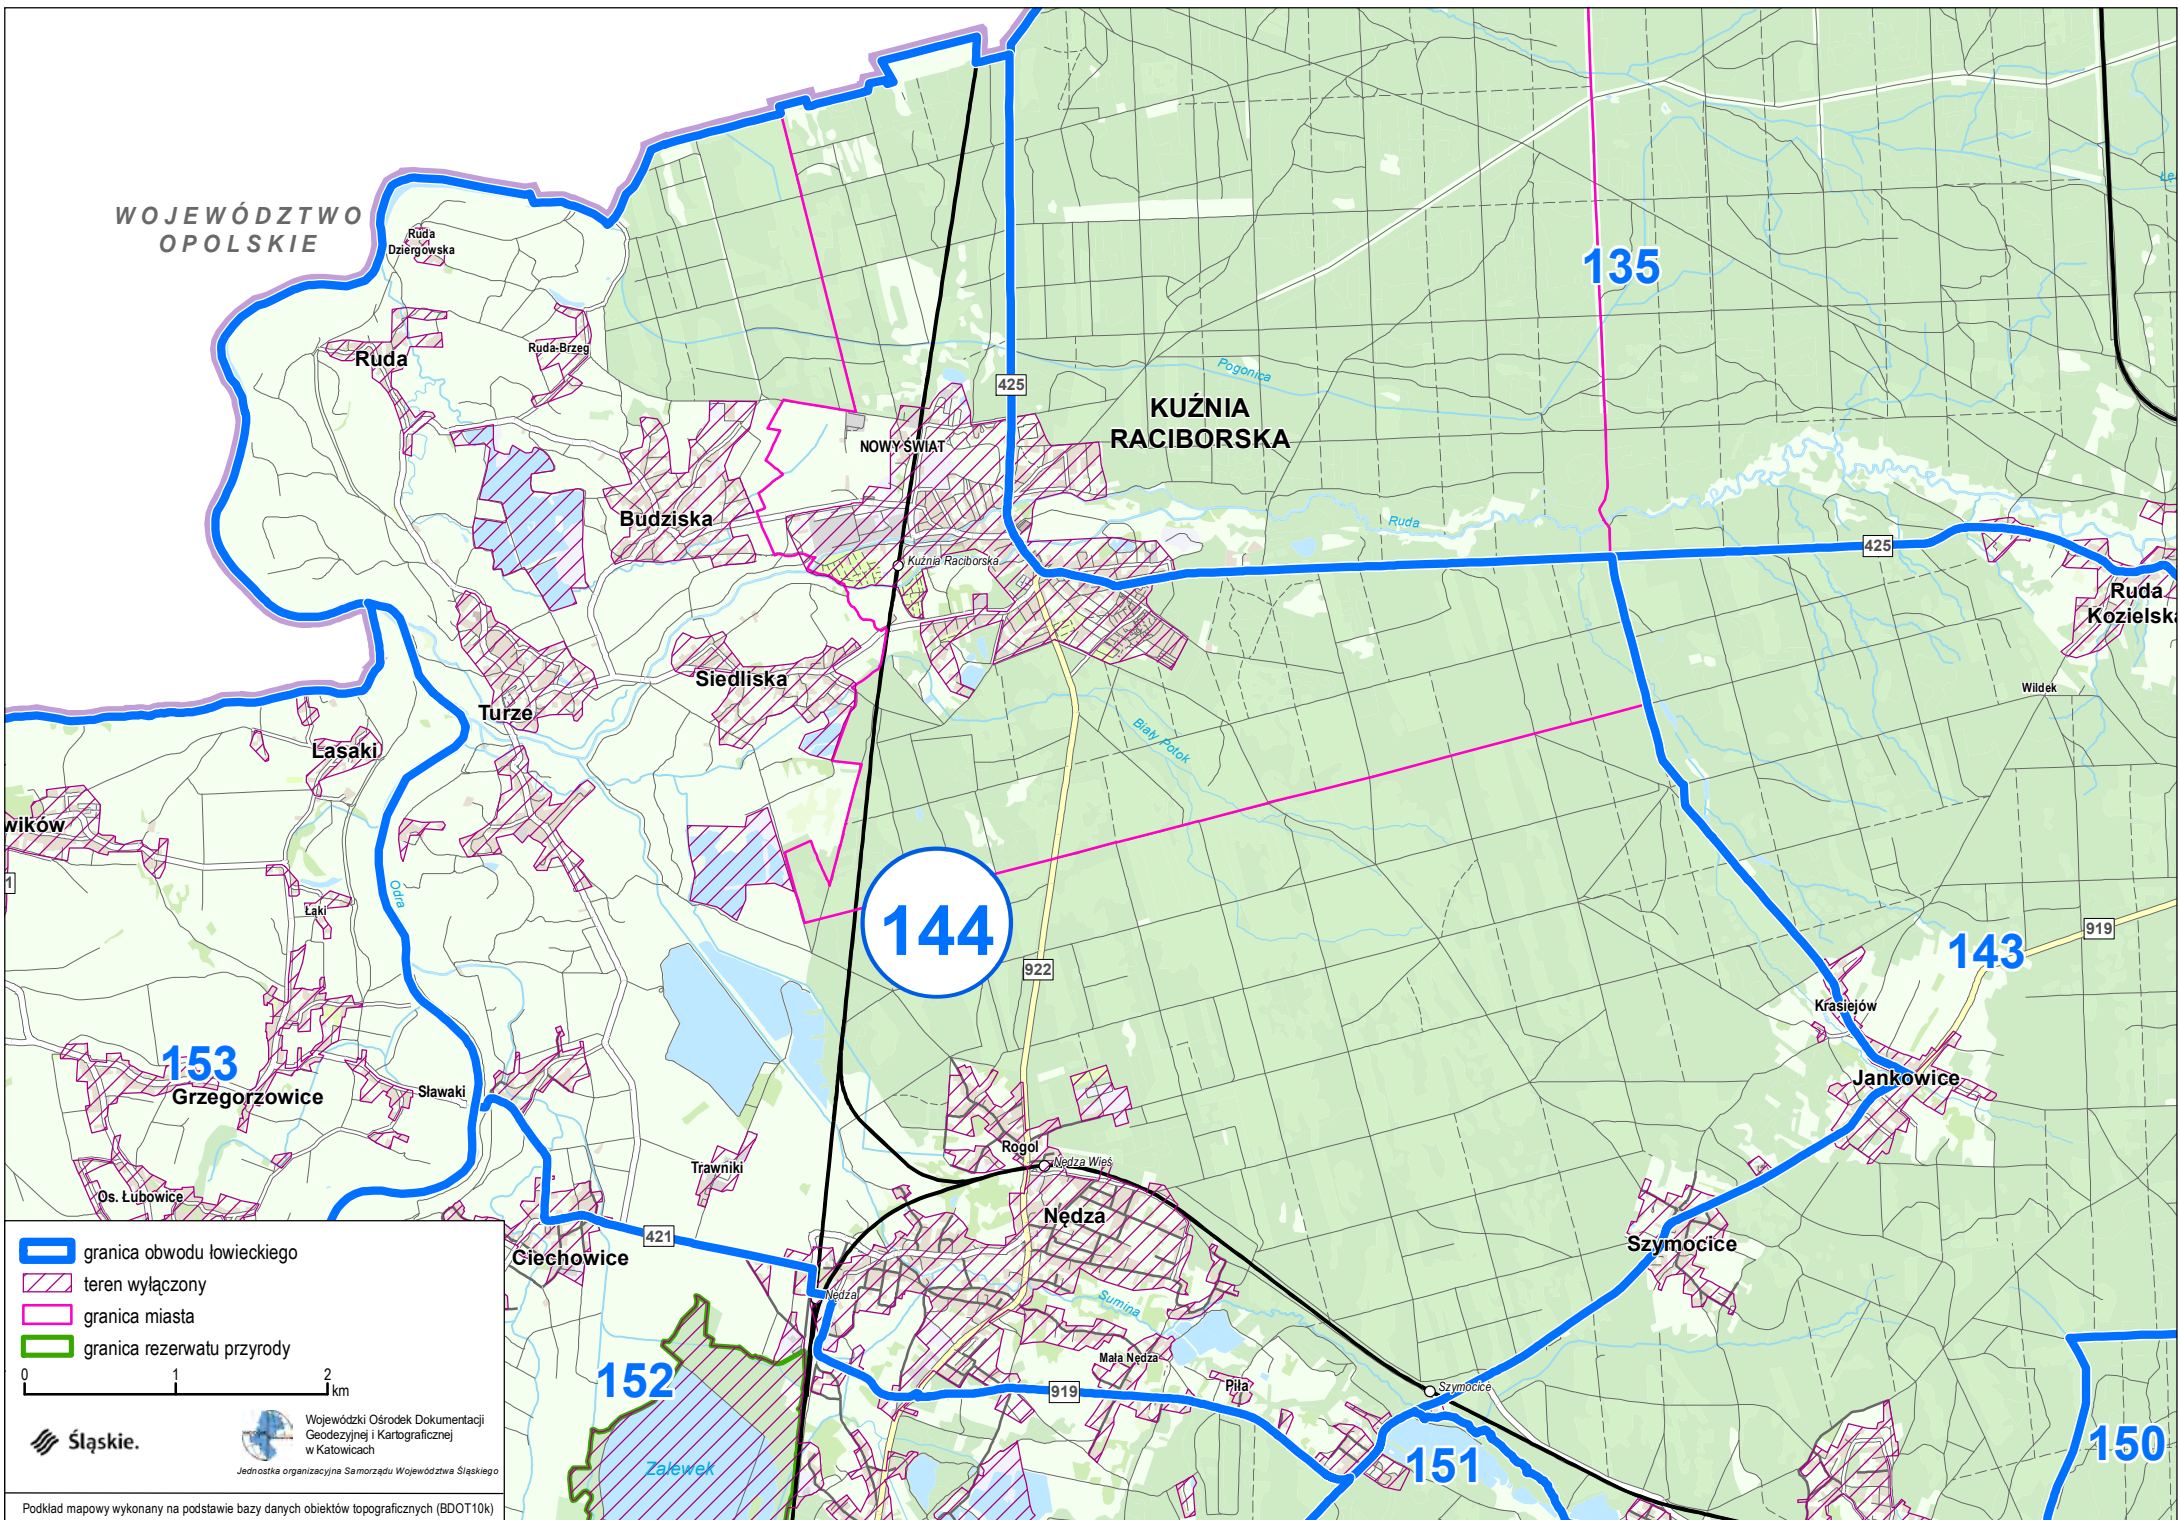 WOJEWÓDZTWO
OPOLSKIE
Ruda
Dziergowska
Ruda
Ruda-Brzeg
135
425
Pogonica
KUŹNIA
RACIBORSKA
NOWY ŚWIAT
Budziska
Ruda
425
Kuźnia Raciborska
Ruda
Kozielska
Siedliska
Wildek
Turze
Biały Potok
Lasaki
wików
1
Odra
Łaki
144
922
919
143
Krasiejów
153
Grzegorzowice
Sławaki
Jankowice
Trawniki
Rogol
Nędza Wieś
Os. Łubowice
Nędza
421
Ciechowice
Szymocice
Nędza
Sumina
Mała Nędza
152
919
Piła
Szymocice
151
150
Zalewek
granica obwodu łowieckiego
teren wyłączony
granica miasta
granica rezerwatu przyrody
0 1 2
km
Śląskie.
Wojewódzki Ośrodek Dokumentacji
Geodezyjnej i Kartograficznej
w Katowicach
Jednostka organizacyjna Samorządu Województwa Śląskiego
Podkład mapowy wykonany na podstawie bazy danych obiektów topograficznych (BDOT10k)